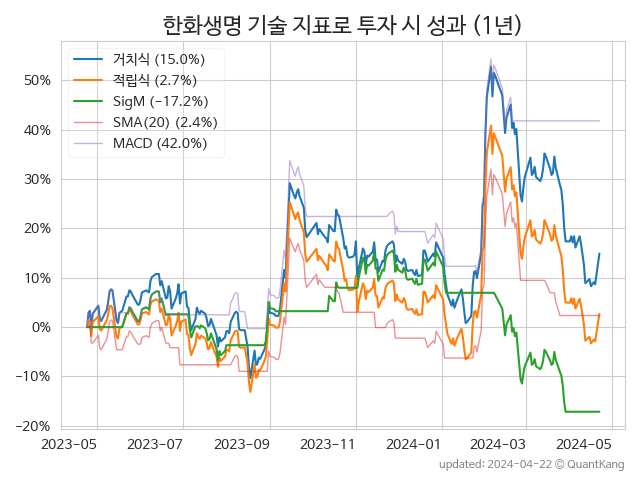 한화생명 기술 지표로 투자 시 성과 (1년)
거치식 (15.0%)
적립식 (2.7%)
SigM (−17.2%)
SMA(20) (2.4%)
MACD (42.0%)
50%
40%
30%
20%
10%
0%
−10%
−20%
2023-05
2023-07
2023-09
2023-11
2024-01
2024-03
2024-05
updated: 2024-04-22 © QuantKang